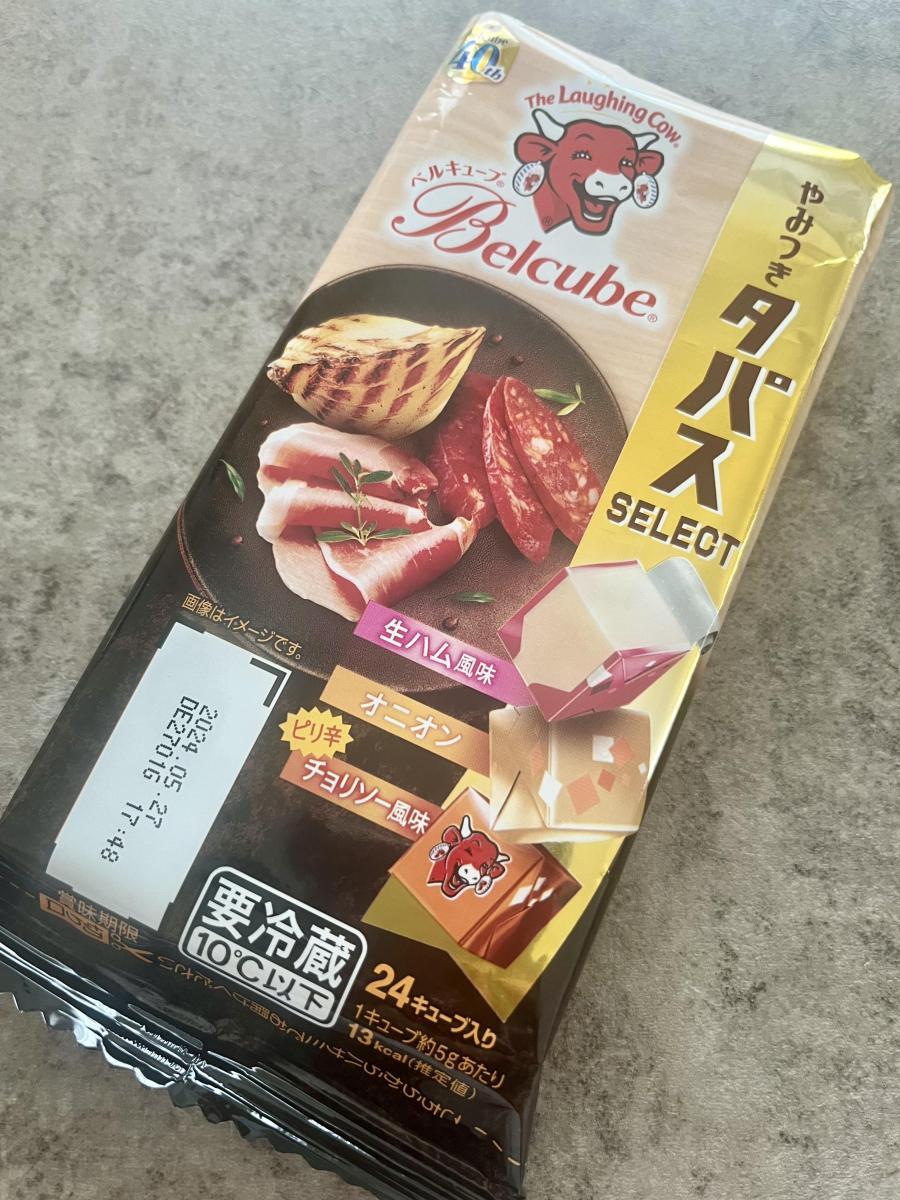 40th
The Laughing Cow®
ベルキューブ®
Belcube®
やみつき
タパス
SELECT
画像はイメージです。
生ハム風味
オニオン
ピリ辛
チョリソー風味
2024.05.27
DE2701G 17:48
賞味期限
要冷蔵
10℃以下
24キューブ入り
1キューブ約5gあたり
13kcal(推定値)